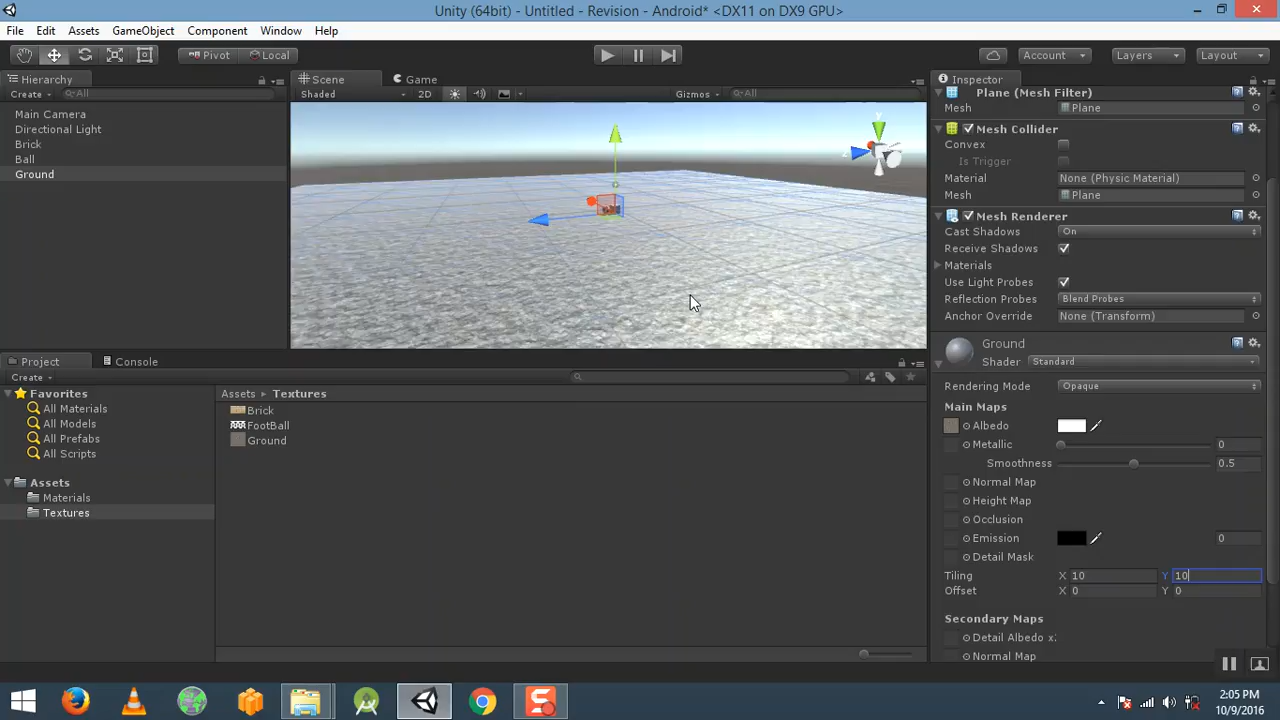 Unity (64bit) - Untitled - Revision - Android* <DX11 on DX9 GPU>
File Edit Assets GameObject Component Window Help
Pivot Local Account Layers Layout
Hierarchy Scene Game Inspector
Create All Shaded 2D Gizmos All
Plane (Mesh Filter)
Mesh Plane
Main Camera
Directional Light
Brick
Ball
Ground
y
Mesh Collider
Convex
Is Trigger
Material None (Physic Material)
Mesh Plane
Mesh Renderer
Cast Shadows On
Receive Shadows
Materials
Use Light Probes
Reflection Probes Blend Probes
Anchor Override None (Transform)
Ground
Shader Standard
Rendering Mode Opaque
Main Maps
Albedo
Metallic 0
Smoothness 0.5
Normal Map
Height Map
Occlusion
Emission 0
Detail Mask
Tiling X 10 Y 10
Offset X 0 Y 0
Secondary Maps
Detail Albedo x
Normal Map
Project Console
Create
Favorites
All Materials
All Models
All Prefabs
All Scripts
Assets
Materials
Textures
Assets Textures
Brick
FootBall
Ground
2:05 PM
10/9/2016